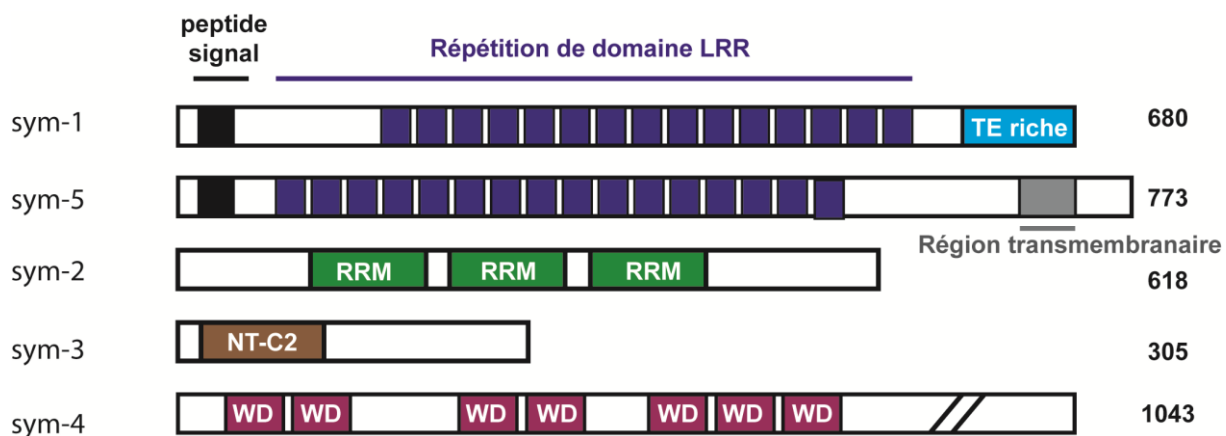 peptide
signal
Répétition de domaine LRR
sym-1
TE riche
680
sym-5
773
Région transmembranaire
sym-2
RRM RRM RRM
618
sym-3
NT-C2
305
sym-4
WD WD WD WD WD WD WD
1043